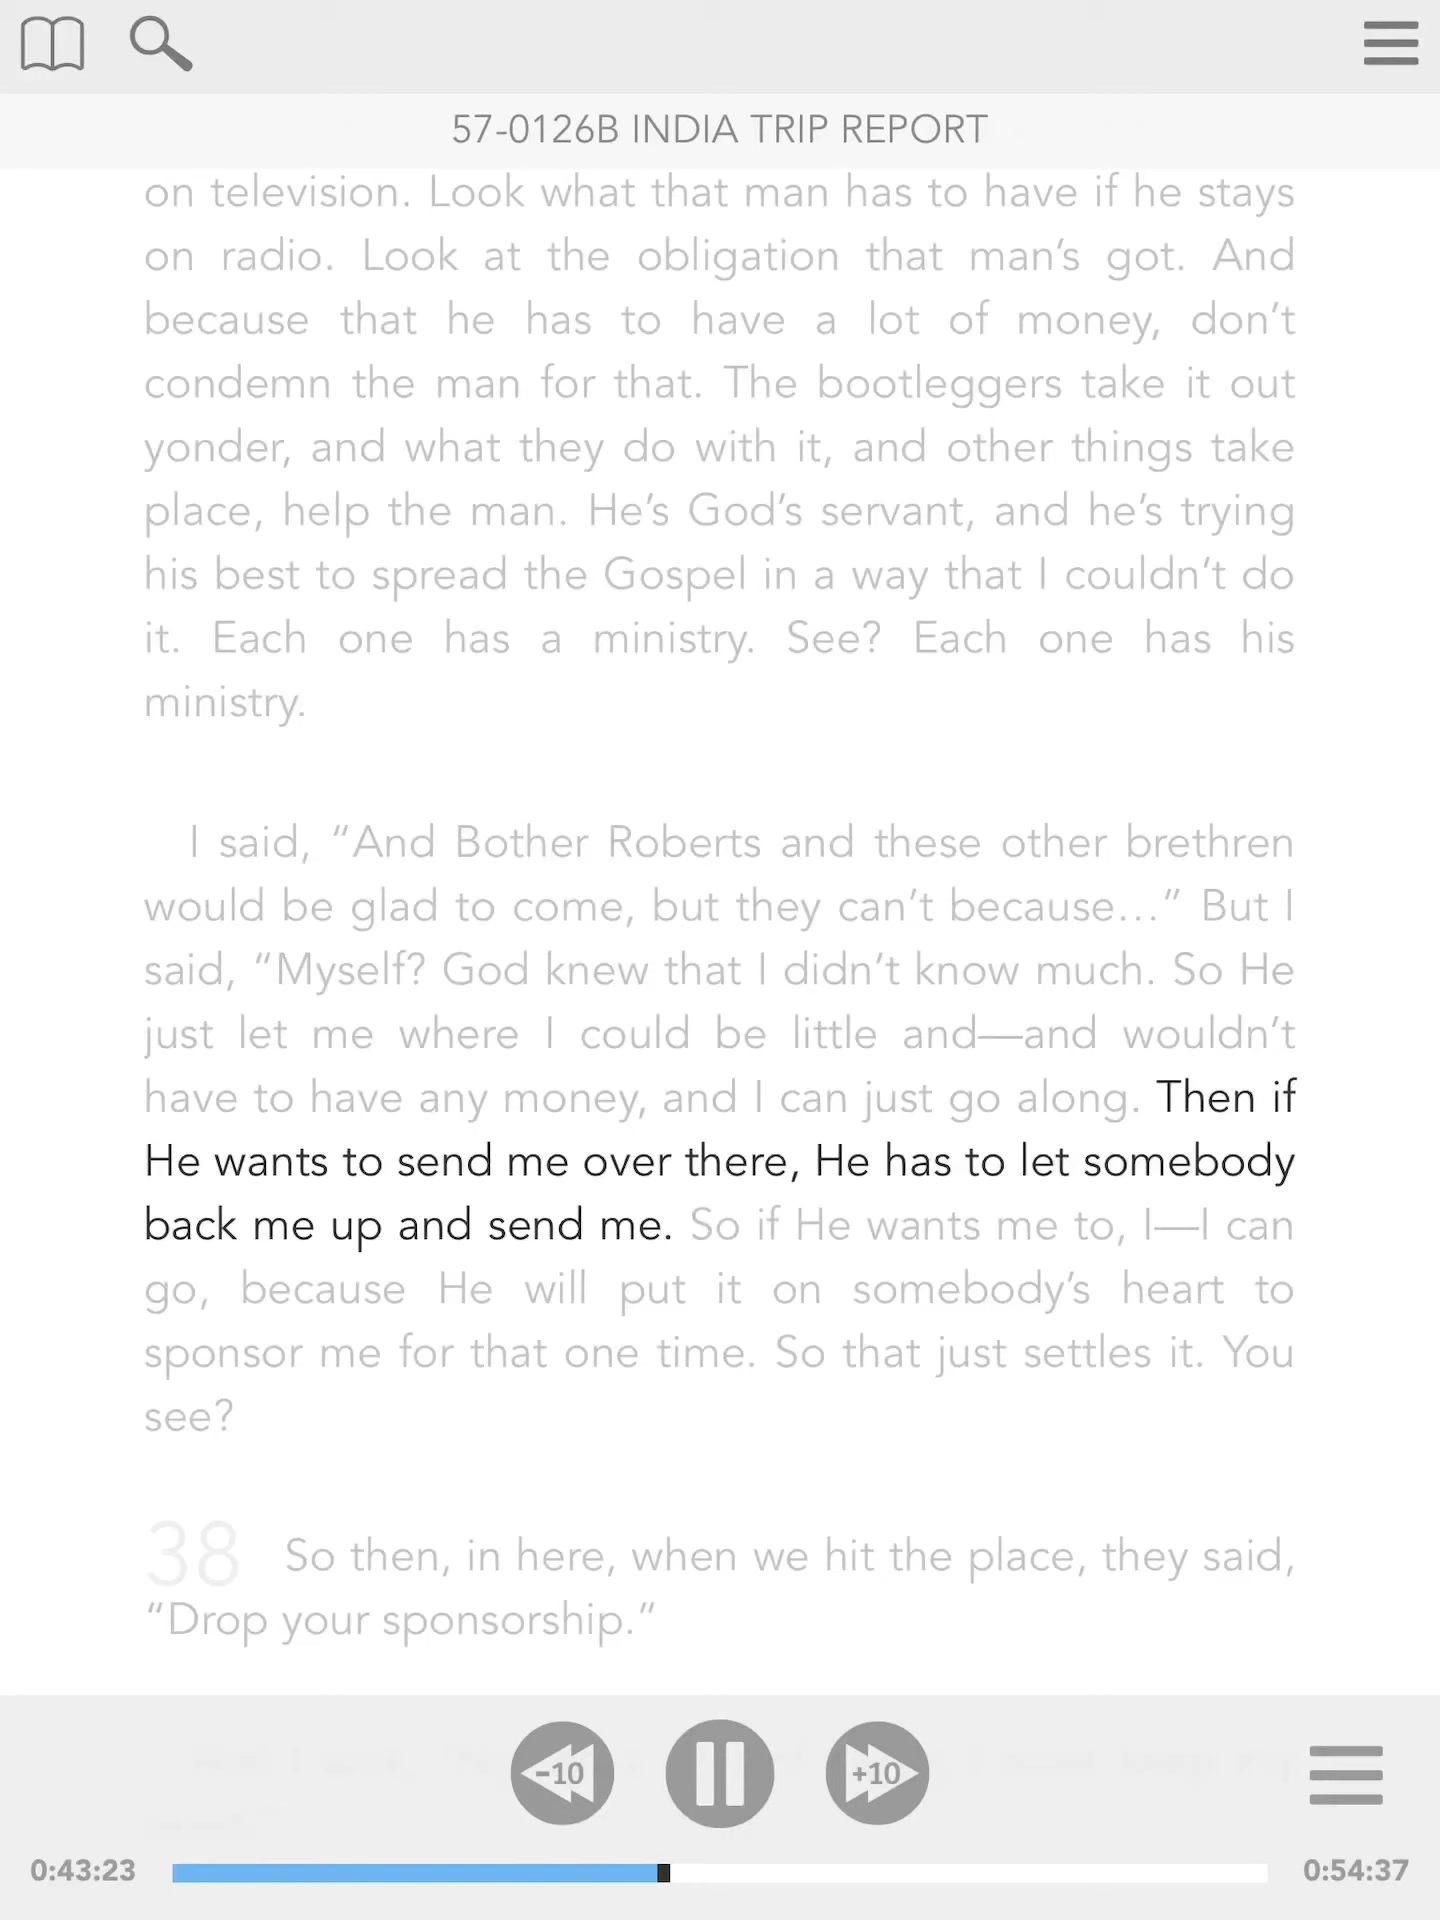 57-0126B INDIA TRIP REPORT
on television. Look what that man has to have if he stays
on radio. Look at the obligation that man’s got. And
because that he has to have a lot of money, don’t
condemn the man for that. The bootleggers take it out
yonder, and what they do with it, and other things take
place, help the man. He’s God’s servant, and he’s trying
his best to spread the Gospel in a way that I couldn’t do
it. Each one has a ministry. See? Each one has his
ministry.
I said, “And Bother Roberts and these other brethren
would be glad to come, but they can’t because…” But I
said, “Myself? God knew that I didn’t know much. So He
just let me where I could be little and—and wouldn’t
have to have any money, and I can just go along. Then if
He wants to send me over there, He has to let somebody
back me up and send me. So if He wants me to, I—I can
go, because He will put it on somebody’s heart to
sponsor me for that one time. So that just settles it. You
see?
38 So then, in here, when we hit the place, they said,
“Drop your sponsorship.”
-10 +10
0:43:23 0:54:37